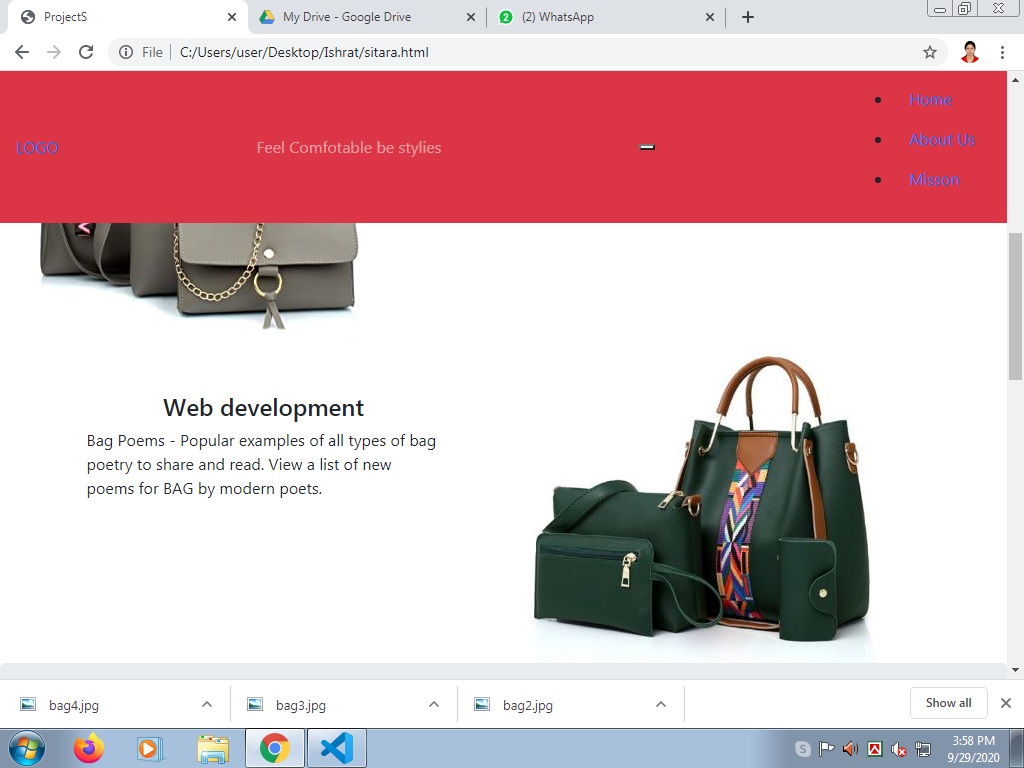 ProjectS
My Drive - Google Drive
2
(2) WhatsApp
File
C:/Users/user/Desktop/Ishrat/sitara.html
Home
LOGO
Feel Comfotable be stylies
About Us
Misson
Web development
Bag Poems - Popular examples of all types of bag
poetry to share and read. View a list of new
poems for BAG by modern poets.
bag4.jpg
bag3.jpg
bag2.jpg
Show all
3:58 PM
9/29/2020